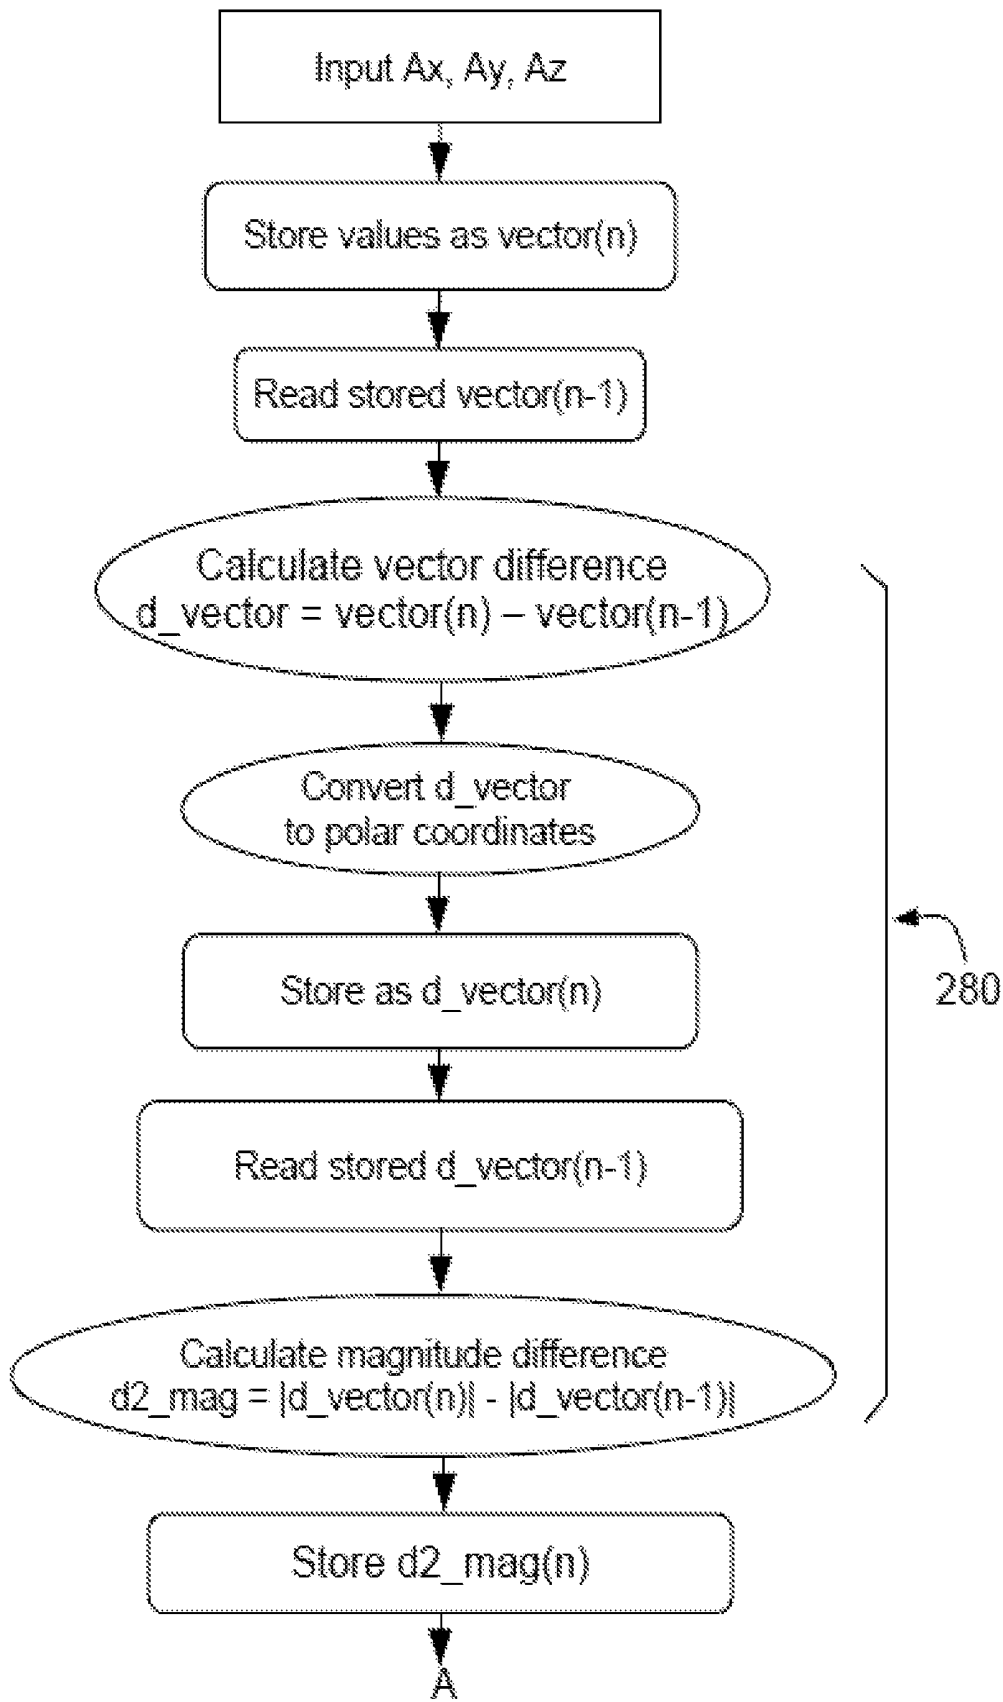 Input Ax, Ay, Az
Store values as vector(n)
Read stored vector(n-1)
Calculate vector difference
d_vector = vector(n) – vector(n-1)
Convert d_vector
to polar coordinates
Store as d_vector(n)
280
Read stored d_vector(n-1)
Calculate magnitude difference
d2_mag = |d_vector(n)| - |d_vector(n-1)|
Store d2_mag(n)
A